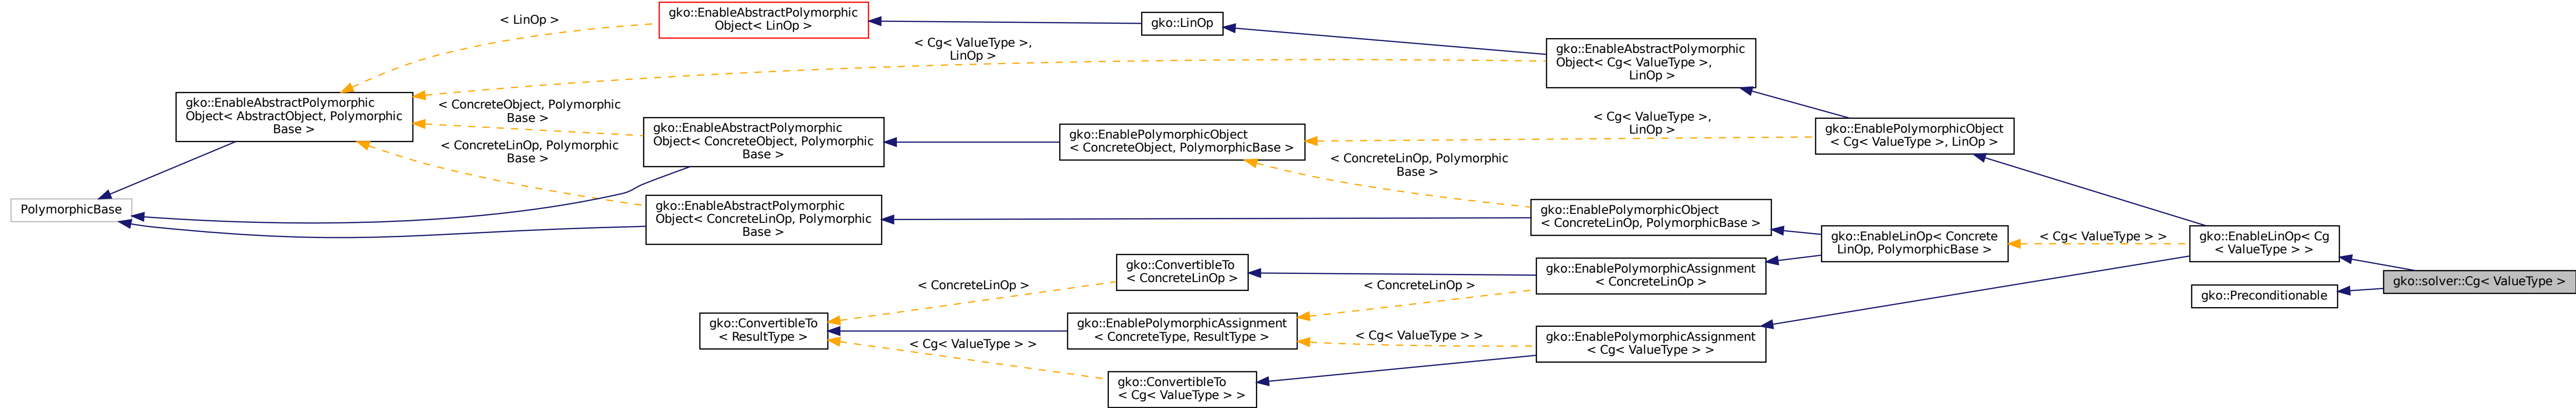 gko::EnableAbstractPolymorphic
Object< LinOp >
< LinOp >
gko::LinOp
< Cg< ValueType >,
LinOp >
gko::EnableAbstractPolymorphic
Object< Cg< ValueType >,
LinOp >
gko::EnableAbstractPolymorphic
Object< AbstractObject, Polymorphic
Base >
< ConcreteObject, Polymorphic
Base >
< ConcreteLinOp, Polymorphic
Base >
gko::EnableAbstractPolymorphic
Object< ConcreteObject, Polymorphic
Base >
gko::EnablePolymorphicObject
< ConcreteObject, PolymorphicBase >
< Cg< ValueType >,
LinOp >
gko::EnablePolymorphicObject
< Cg< ValueType >, LinOp >
< ConcreteLinOp, Polymorphic
Base >
PolymorphicBase
gko::EnableAbstractPolymorphic
Object< ConcreteLinOp, Polymorphic
Base >
gko::EnablePolymorphicObject
< ConcreteLinOp, PolymorphicBase >
gko::EnableLinOp< Concrete
LinOp, PolymorphicBase >
< Cg< ValueType > >
gko::EnableLinOp< Cg
< ValueType > >
gko::solver::Cg< ValueType >
gko::Preconditionable
gko::ConvertibleTo
< ConcreteLinOp >
gko::EnablePolymorphicAssignment
< ConcreteLinOp >
< ConcreteLinOp >
< ConcreteLinOp >
gko::ConvertibleTo
< ResultType >
gko::EnablePolymorphicAssignment
< ConcreteType, ResultType >
< Cg< ValueType > >
gko::EnablePolymorphicAssignment
< Cg< ValueType > >
< Cg< ValueType > >
gko::ConvertibleTo
< Cg< ValueType > >